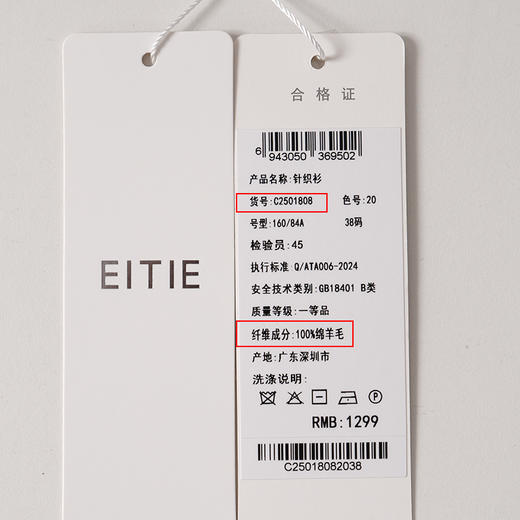 EITIE
合格证
6 943050 369502
产品名称:针织衫
货号:C2501808 色号:20
号型:160/84A 38码
检验员:45
执行标准:Q/ATA006-2024
安全技术类别:GB18401 B类
质量等级:一等品
纤维成分:100%绵羊毛
产地:广东深圳市
洗涤说明:
P
RMB:1299
C25018082038